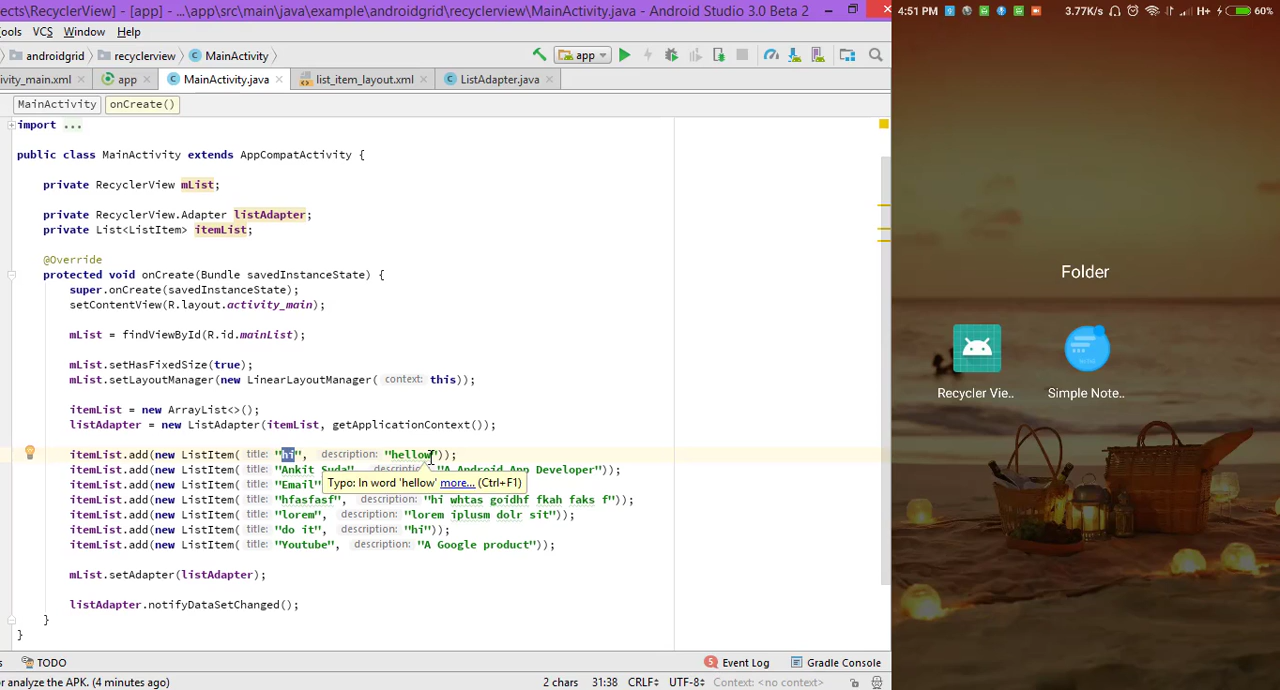 ects\RecyclerView] - [app] - ...\app\src\main\java\example\androidgrid\recyclerview\MainActivity.java - Android Studio 3.0 Beta 2
ools VCS Window Help
androidgrid recyclerview MainActivity
app
ivity_main.xml app MainActivity.java list_item_layout.xml ListAdapter.java
MainActivity onCreate()
import ...
public class MainActivity extends AppCompatActivity {
private RecyclerView mList;
private RecyclerView.Adapter listAdapter;
private List<ListItem> itemList;
@Override
protected void onCreate(Bundle savedInstanceState) {
super.onCreate(savedInstanceState);
setContentView(R.layout.activity_main);
mList = findViewById(R.id.mainList);
mList.setHasFixedSize(true);
mList.setLayoutManager(new LinearLayoutManager( context: this));
itemList = new ArrayList<>();
listAdapter = new ListAdapter(itemList, getApplicationContext());
itemList.add(new ListItem( title: "hi", description: "hellow"));
itemList.add(new ListItem( title: "Ankit Suda", description: "A Android App Developer"));
Typo: In word 'hellow' more... (Ctrl+F1)
itemList.add(new ListItem( title: "Email"
itemList.add(new ListItem( title: "hfasfasf", description: "hi whtas goidhf fkah faks f"));
itemList.add(new ListItem( title: "lorem", description: "lorem iplusm dolr sit"));
itemList.add(new ListItem( title: "do it", description: "hi"));
itemList.add(new ListItem( title: "Youtube", description: "A Google product"));
mList.setAdapter(listAdapter);
listAdapter.notifyDataSetChanged();
}
}
TODO
5 Event Log Gradle Console
or analyze the APK. (4 minutes ago)
2 chars 31:38 CRLF UTF-8 Context: <no context>
4:51 PM 3.77K/s H+ 60%
Folder
Recycler Vie..
Simple Note..